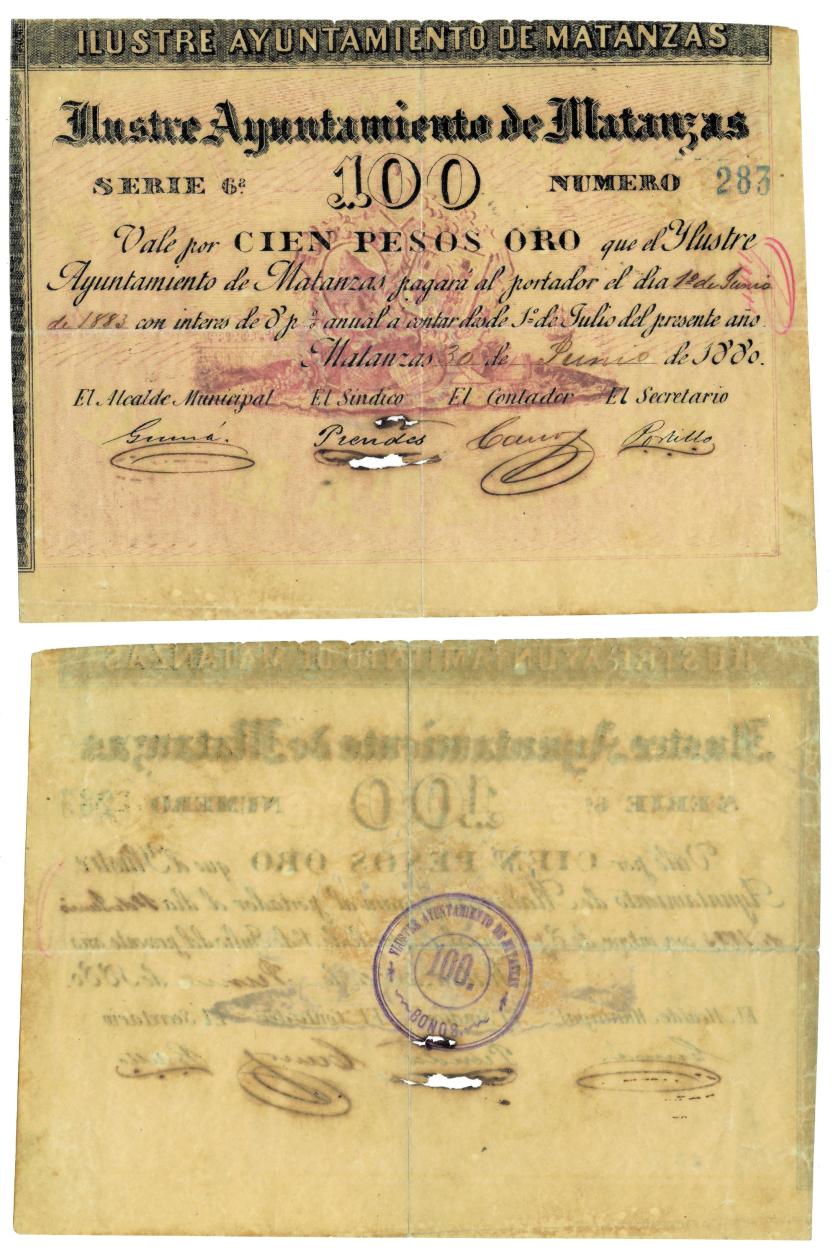 ILUSTRE AYUNTAMIENTO DE MATANZAS
Ilustre Ayuntamiento de Matanzas
SERIE 6ª 100 NUMERO 283
Vale por CIEN PESOS ORO que el Ylustre
Ayuntamiento de Matanzas pagará al portador el dia 1º de Junio
de 1883 con interes de 8 p% anual á contar desde 1º de Julio del presente año.
Matanzas 30 de Junio de 1880.
El Alcalde Municipal El Sindico El Contador El Secretario
Gumá. Prendes Portillo
YLUSTRE AYUNTAMIENTO DE MATANZAS
100.
BONOS